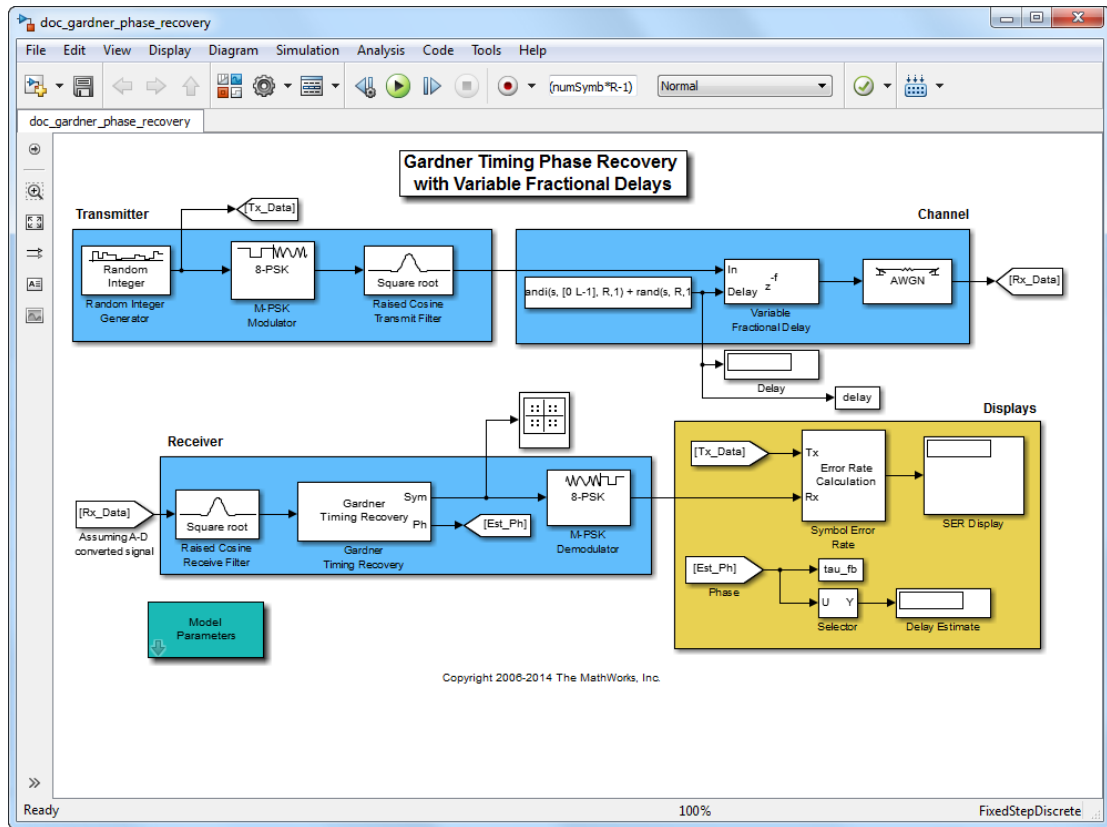 doc_gardner_phase_recovery
File Edit View Display Diagram Simulation Analysis Code Tools Help
(numSymb*R-1) Normal
doc_gardner_phase_recovery
Gardner Timing Phase Recovery
with Variable Fractional Delays
[Tx_Data]
Transmitter
Random
Integer
Random Integer
Generator
8-PSK
M-PSK
Modulator
Square root
Raised Cosine
Transmit Filter
Channel
andi(s, [0 L-1], R,1) + rand(s, R,1
In
Delay
-f
z
Variable
Fractional Delay
AWGN
[Rx_Data]
Delay
delay
Receiver
[Rx_Data]
Assuming A-D
converted signal
Square root
Raised Cosine
Receive Filter
Gardner
Timing Recovery
Sym
Ph
Gardner
Timing Recovery
[Est_Ph]
8-PSK
M-PSK
Demodulator
Displays
[Tx_Data]
Tx
Rx
Error Rate
Calculation
Symbol Error
Rate
SER Display
[Est_Ph]
Phase
tau_fb
U Y
Selector
Delay Estimate
Model
Parameters
Copyright 2006-2014 The MathWorks, Inc.
Ready 100% FixedStepDiscrete